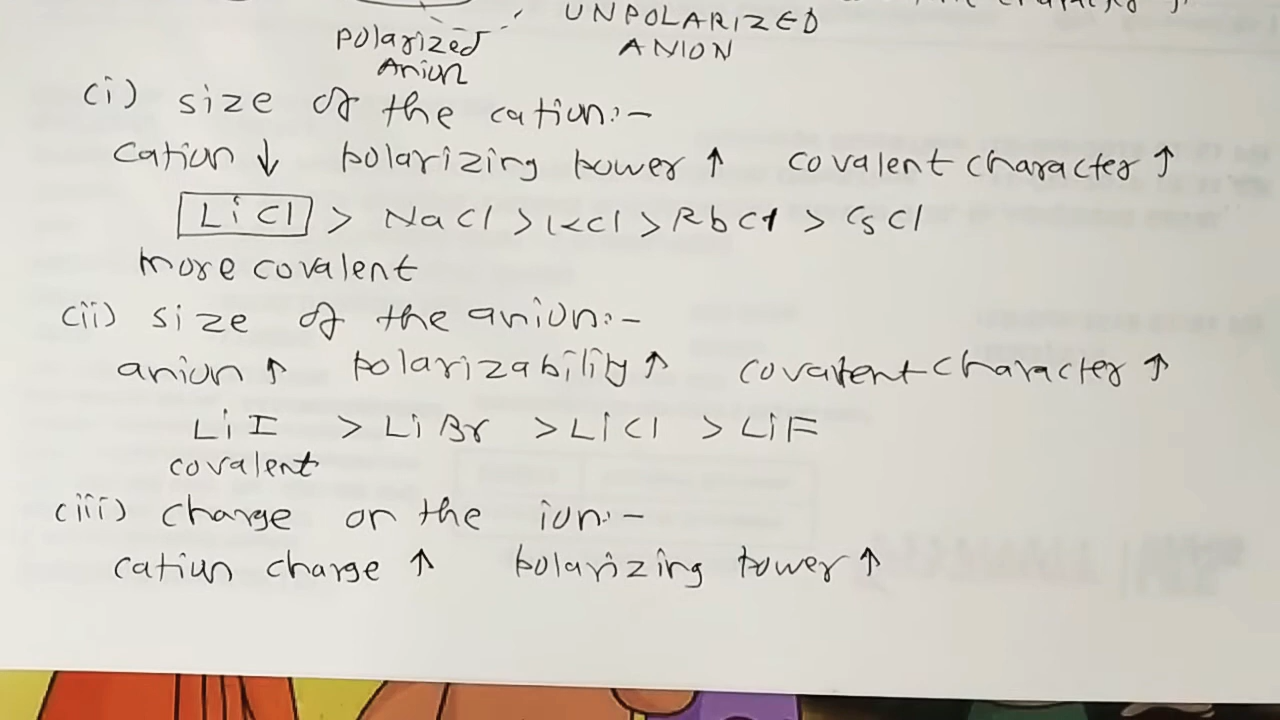 UNPOLARIZED
polarized
ANION
Anion
(i) size of the cation:-
cation ↓ polarizing power ↑ covalent character ↑
LiCl > NaCl > KCl > RbCl > CsCl
more covalent
(ii) size of the anion:-
anion ↑ polarizability ↑ covalent character ↑
LiI > LiBr > LiCl > LiF
covalent
(iii) charge on the ion:-
cation charge ↑ polarizing power ↑